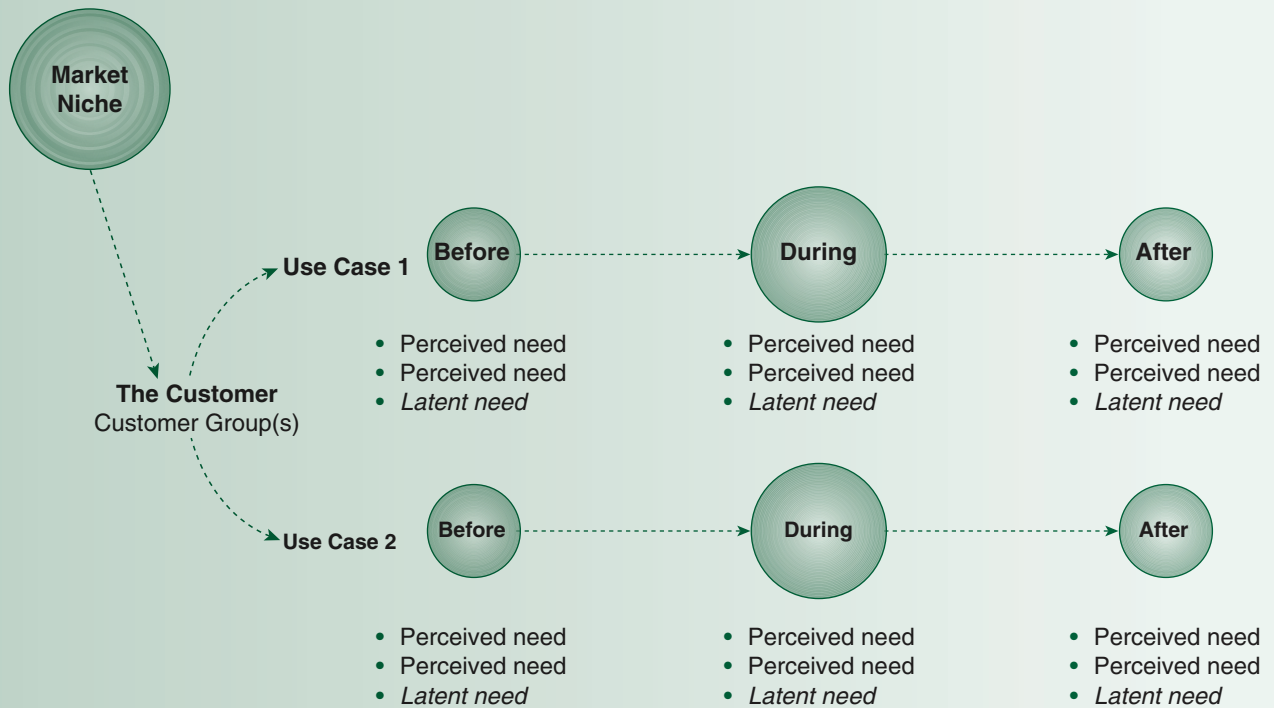 Market
Niche
The Customer
Customer Group(s)
Use Case 1
Before
During
After
• Perceived need
• Perceived need
• Latent need
• Perceived need
• Perceived need
• Latent need
• Perceived need
• Perceived need
• Latent need
Use Case 2
Before
During
After
• Perceived need
• Perceived need
• Latent need
• Perceived need
• Perceived need
• Latent need
• Perceived need
• Perceived need
• Latent need